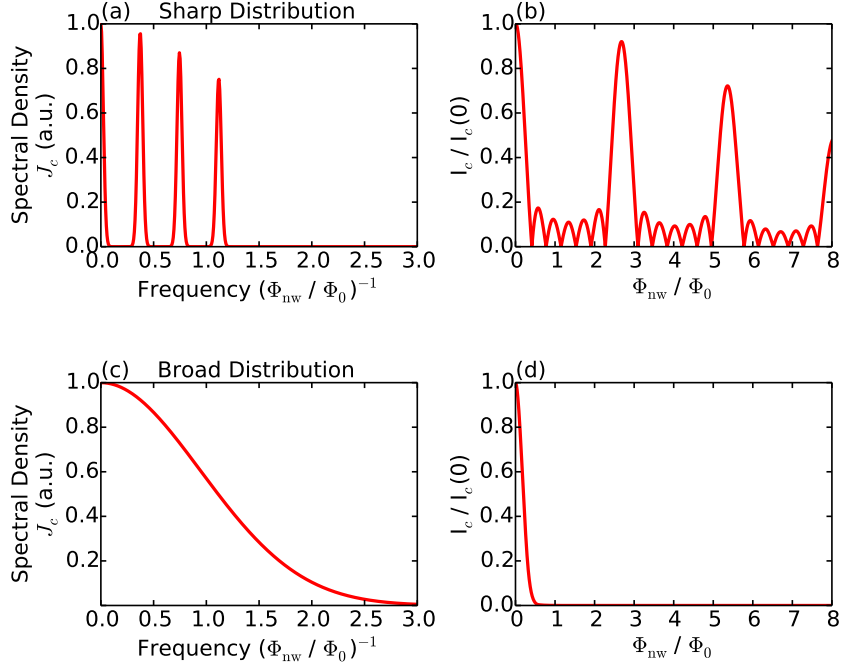 (a) Sharp Distribution
1.0
0.8
0.6
0.4
0.2
0.0
Spectral Density
J_c (a.u.)
0.0 0.5 1.0 1.5 2.0 2.5 3.0
Frequency (Φ_nw / Φ_0)^−1
(b)
1.0
0.8
0.6
0.4
0.2
0.0
I_c / I_c(0)
0 1 2 3 4 5 6 7 8
Φ_nw / Φ_0
(c) Broad Distribution
1.0
0.8
0.6
0.4
0.2
Spectral Density
J_c (a.u.)
0.0 0.5 1.0 1.5 2.0 2.5 3.0
Frequency (Φ_nw / Φ_0)^−1
(d)
1.0
0.8
0.6
0.4
0.2
0.0
I_c / I_c(0)
0 1 2 3 4 5 6 7 8
Φ_nw / Φ_0